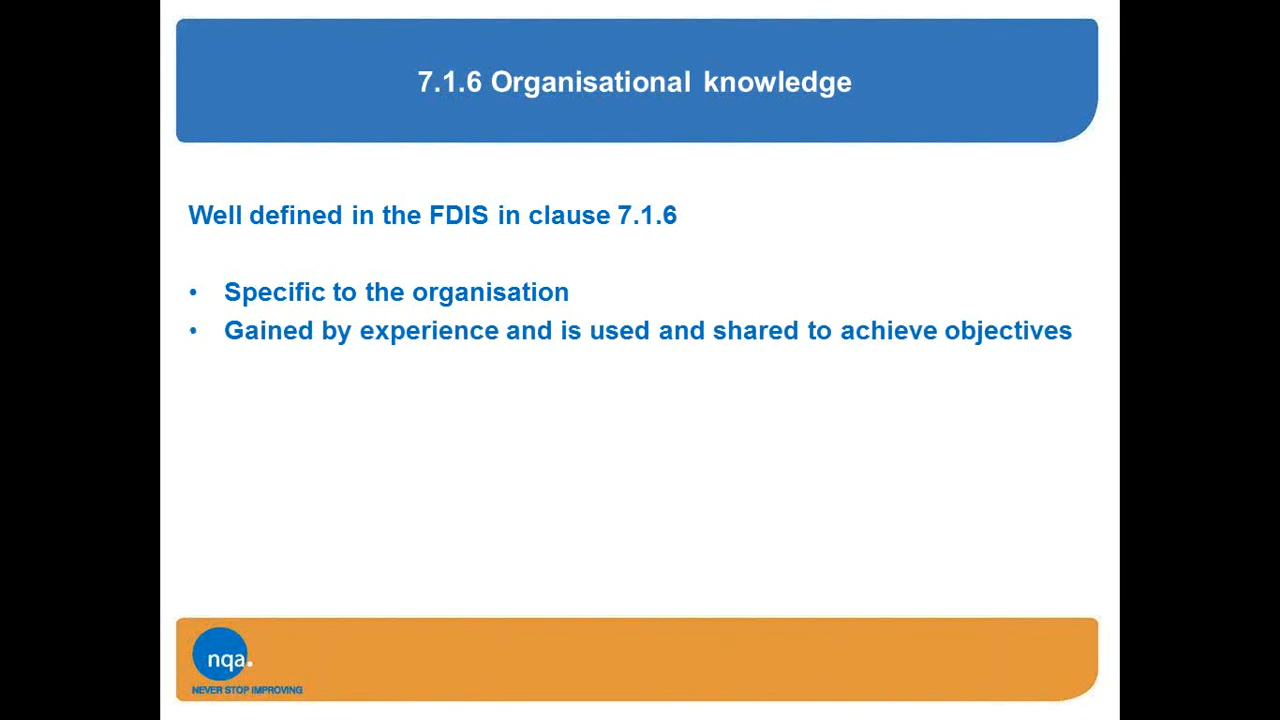 7.1.6 Organisational knowledge
Well defined in the FDIS in clause 7.1.6
• Specific to the organisation
• Gained by experience and is used and shared to achieve objectives
nqa.
NEVER STOP IMPROVING